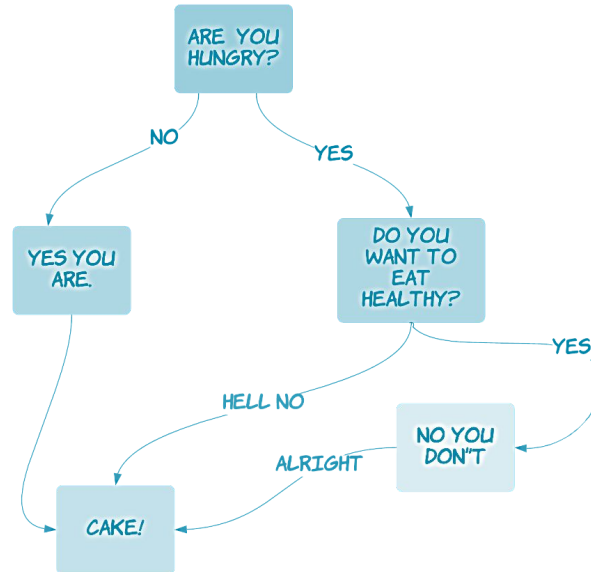 ARE YOU
HUNGRY?
NO
YES
YES YOU
ARE.
DO YOU
WANT TO
EAT
HEALTHY?
YES
HELL NO
NO YOU
DON"T
ALRIGHT
CAKE!